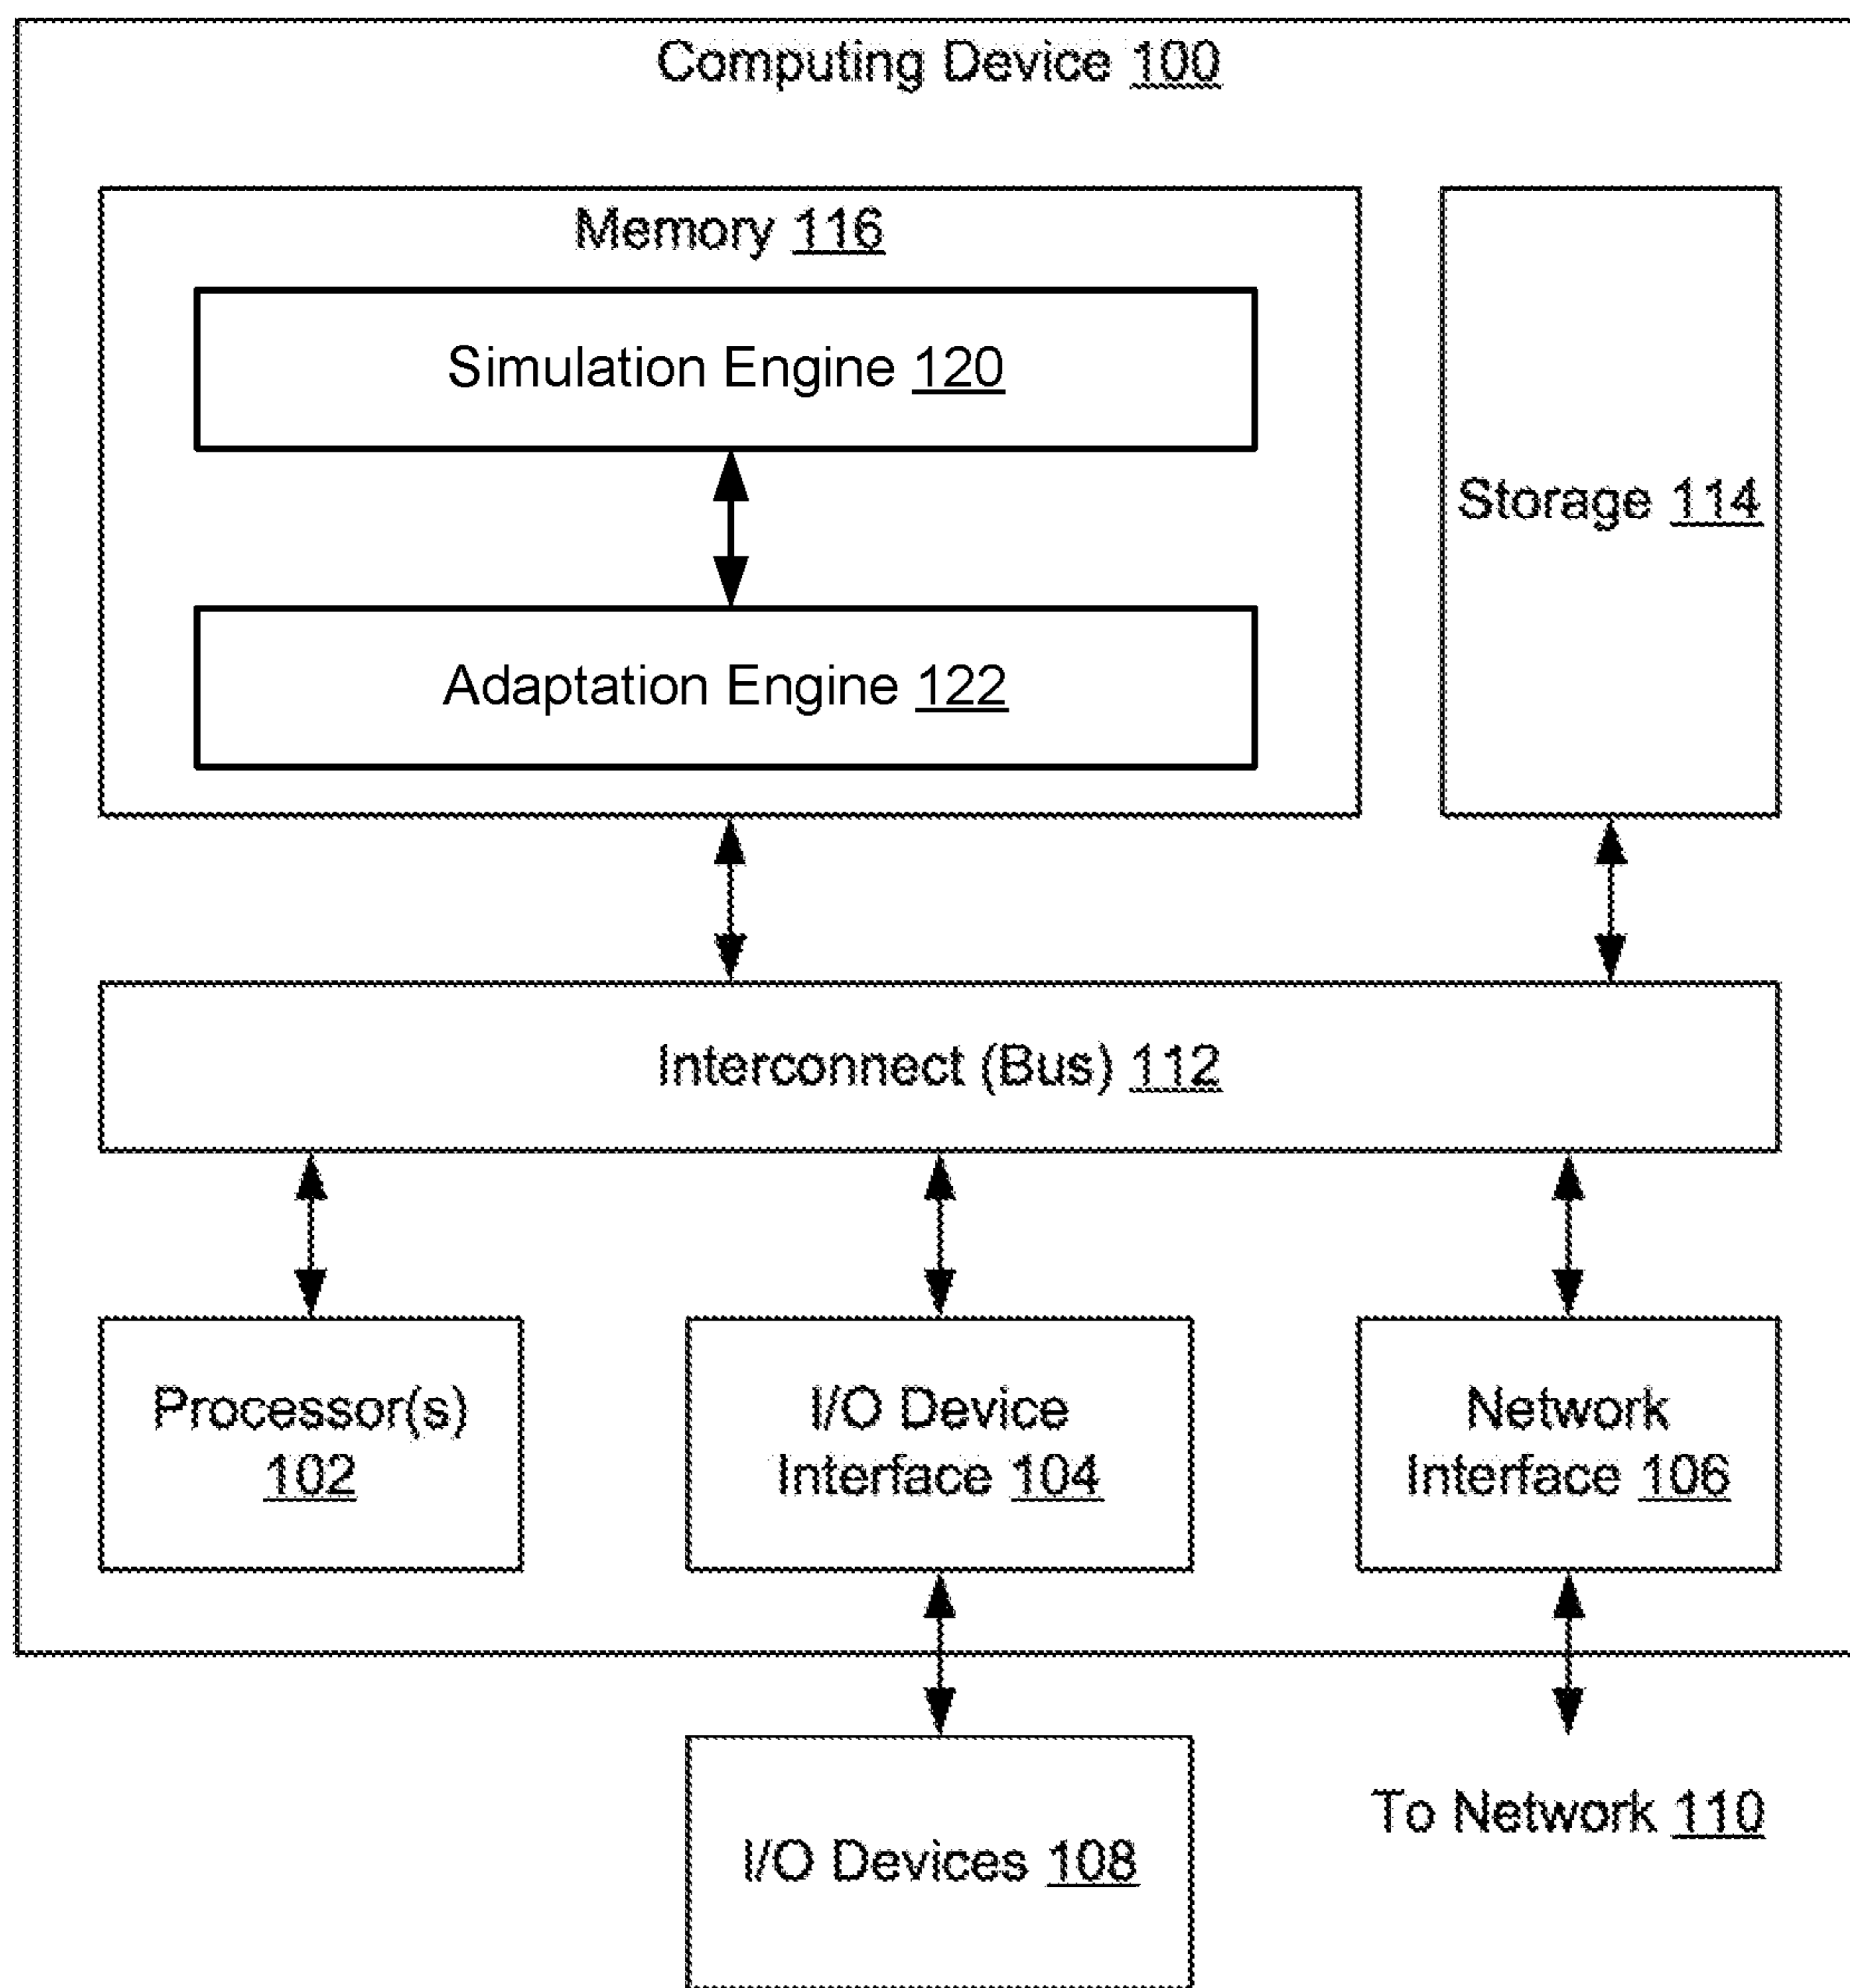 Computing Device 100
Memory 116
Simulation Engine 120
Storage 114
Adaptation Engine 122
Interconnect (Bus) 112
Processor(s)
102
I/O Device
Interface 104
Network
Interface 106
I/O Devices 108
To Network 110